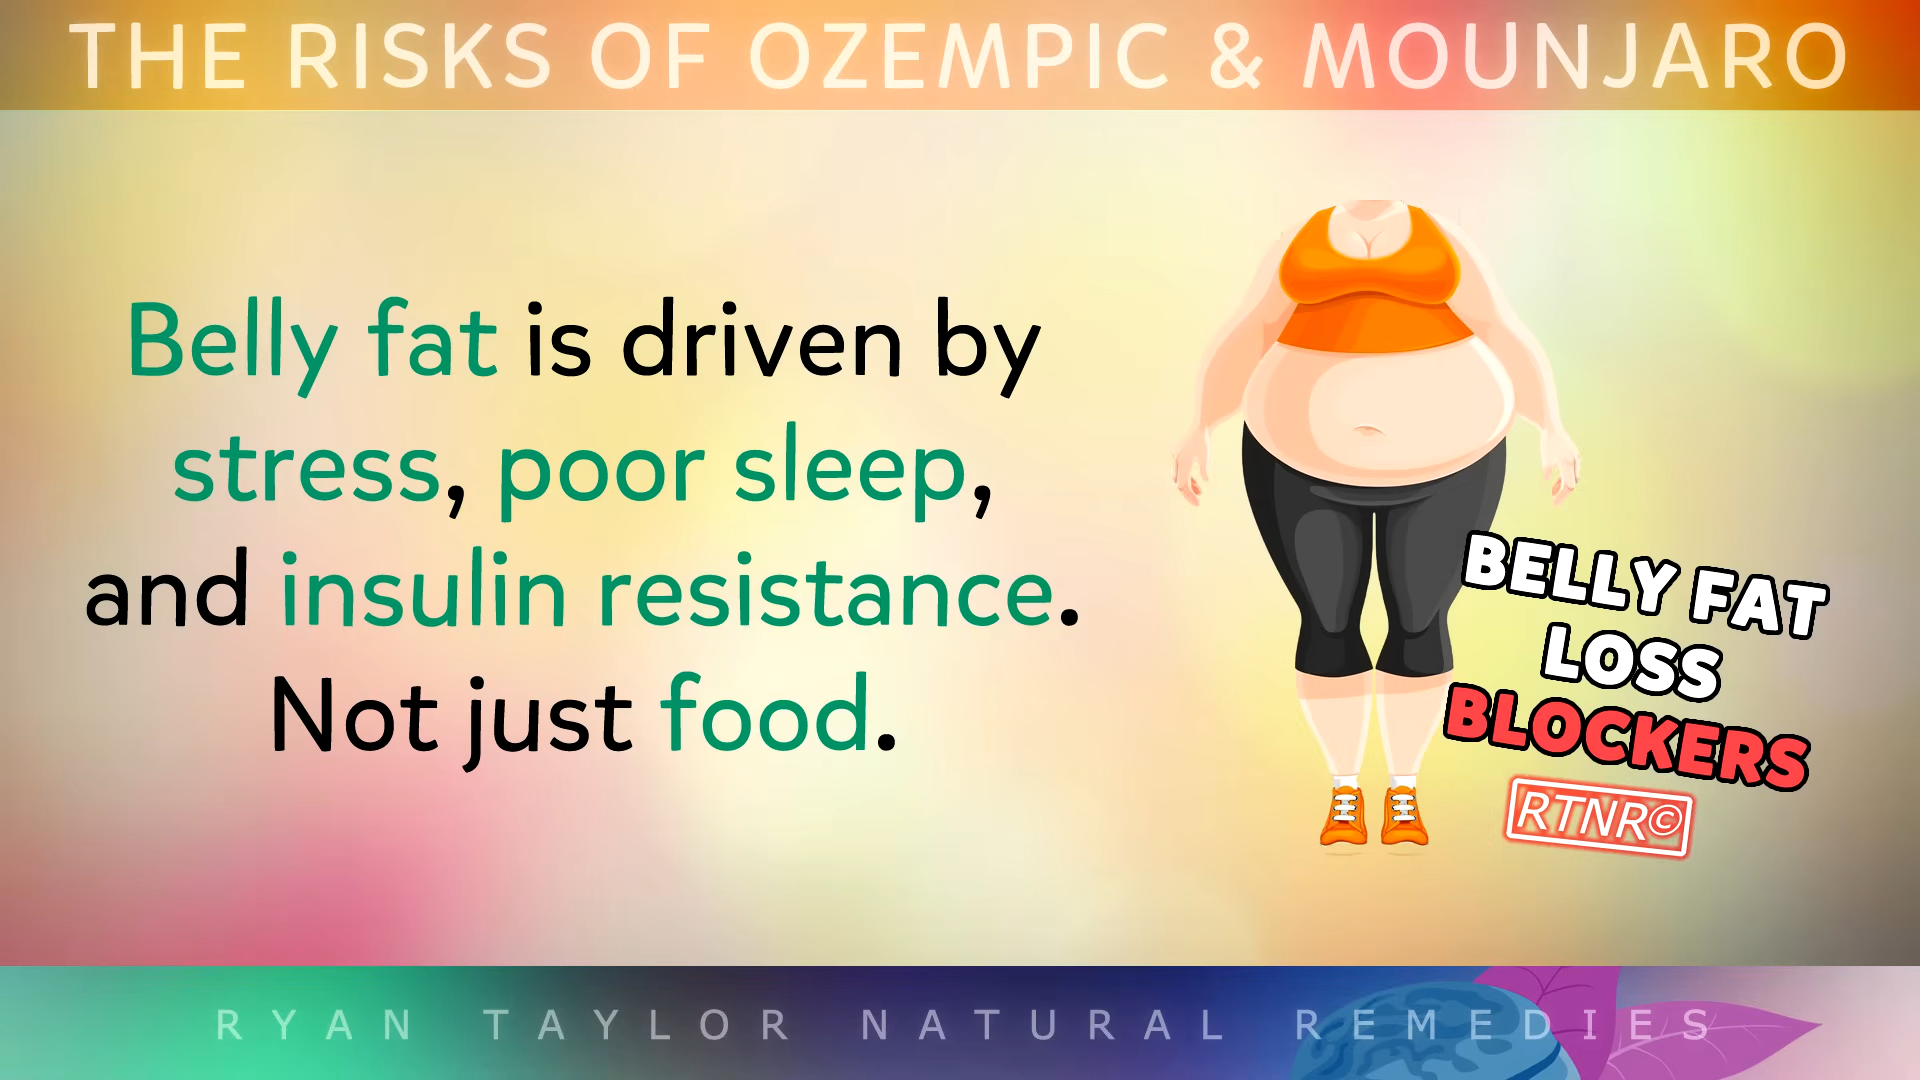 THE RISKS OF OZEMPIC & MOUNJARO
Belly fat is driven by
stress, poor sleep,
and insulin resistance.
Not just food.
BELLY FAT
LOSS
BLOCKERS
RTNR©
RYAN TAYLOR NATURAL REMEDIES